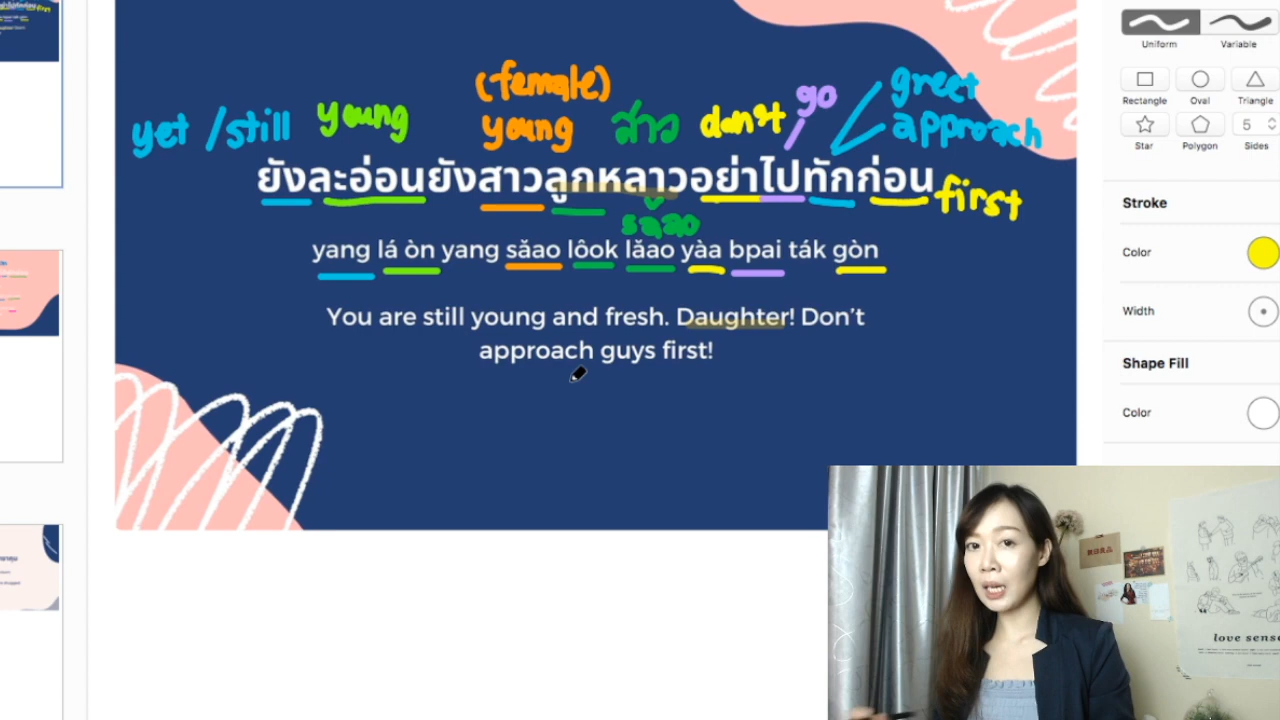 (female)
yet /still young young สาว don't go greet
approach
ยังละอ่อนยังสาวลูกหลาวอย่าไปทักก่อน
first
yang lá òn yang săao lôok lăao yàa bpai ták gòn
You are still young and fresh. Daughter! Don't
approach guys first!
Uniform Variable
Rectangle Oval Triangle
5
Star Polygon Sides
Stroke
Color
Width
Shape Fill
Color
love sense